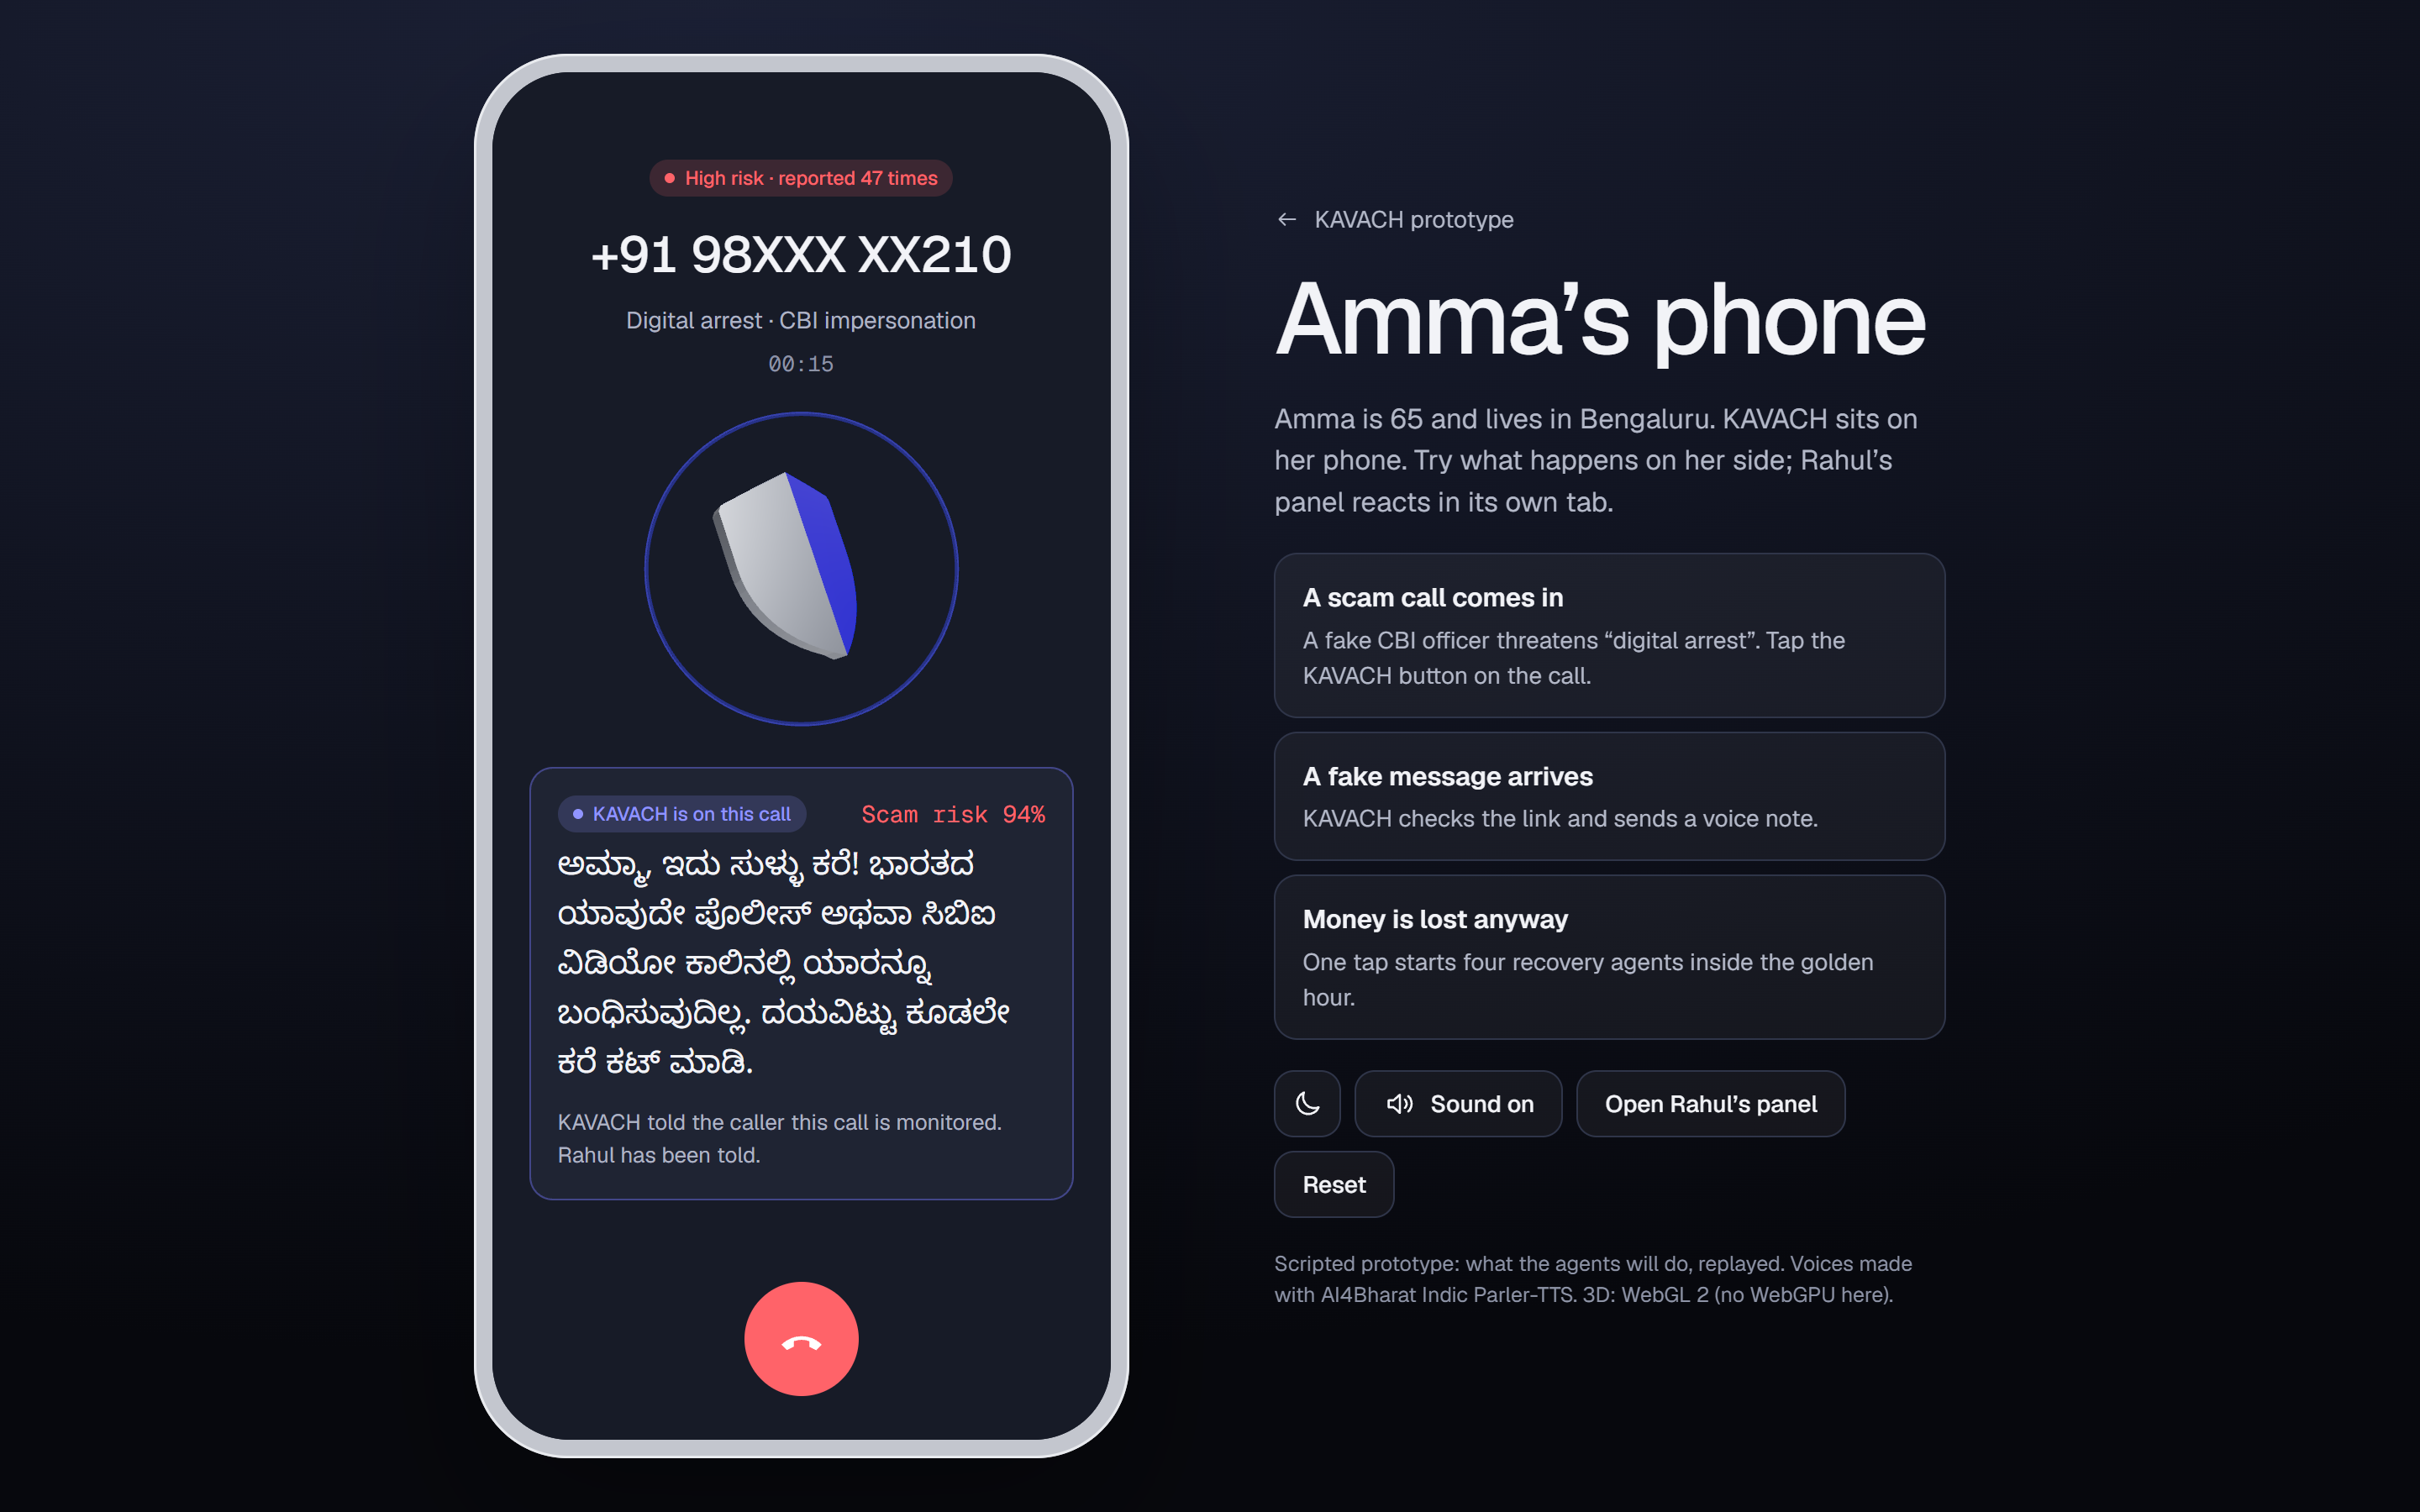 High risk · reported 47 times
+91 98XXX XX210
Digital arrest · CBI impersonation
00:15
KAVACH is on this call
Scam risk 94%
ಅಮ್ಮಾ, ಇದು ಸುಳ್ಳು ಕರೆ! ಭಾರತದ
ಯಾವುದೇ ಪೊಲೀಸ್ ಅಥವಾ ಸಿಬಿಐ
ವಿಡಿಯೋ ಕಾಲಿನಲ್ಲಿ ಯಾರನ್ನೂ
ಬಂಧಿಸುವುದಿಲ್ಲ. ದಯವಿಟ್ಟು ಕೂಡಲೇ
ಕರೆ ಕಟ್ ಮಾಡಿ.
KAVACH told the caller this call is monitored.
Rahul has been told.
← KAVACH prototype
Amma’s phone
Amma is 65 and lives in Bengaluru. KAVACH sits on
her phone. Try what happens on her side; Rahul’s
panel reacts in its own tab.
A scam call comes in
A fake CBI officer threatens “digital arrest”. Tap the
KAVACH button on the call.
A fake message arrives
KAVACH checks the link and sends a voice note.
Money is lost anyway
One tap starts four recovery agents inside the golden
hour.
Sound on
Open Rahul’s panel
Reset
Scripted prototype: what the agents will do, replayed. Voices made
with AI4Bharat Indic Parler-TTS. 3D: WebGL 2 (no WebGPU here).